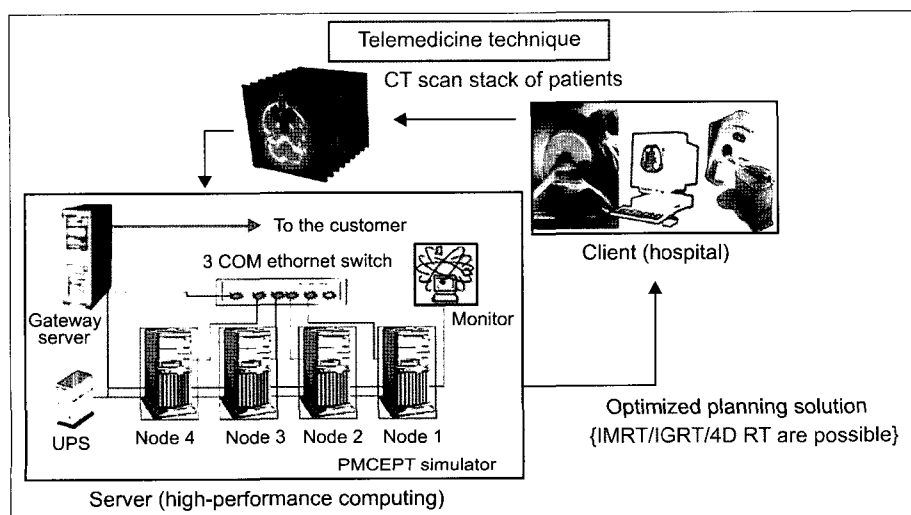 Telemedicine technique
CT scan stack of patients
Client (hospital)
To the customer
3 COM ethornet switch
Gateway
server
Monitor
UPS
Node 4
Node 3
Node 2
Node 1
PMCEPT simulator
Server (high-performance computing)
Optimized planning solution
{IMRT/IGRT/4D RT are possible}